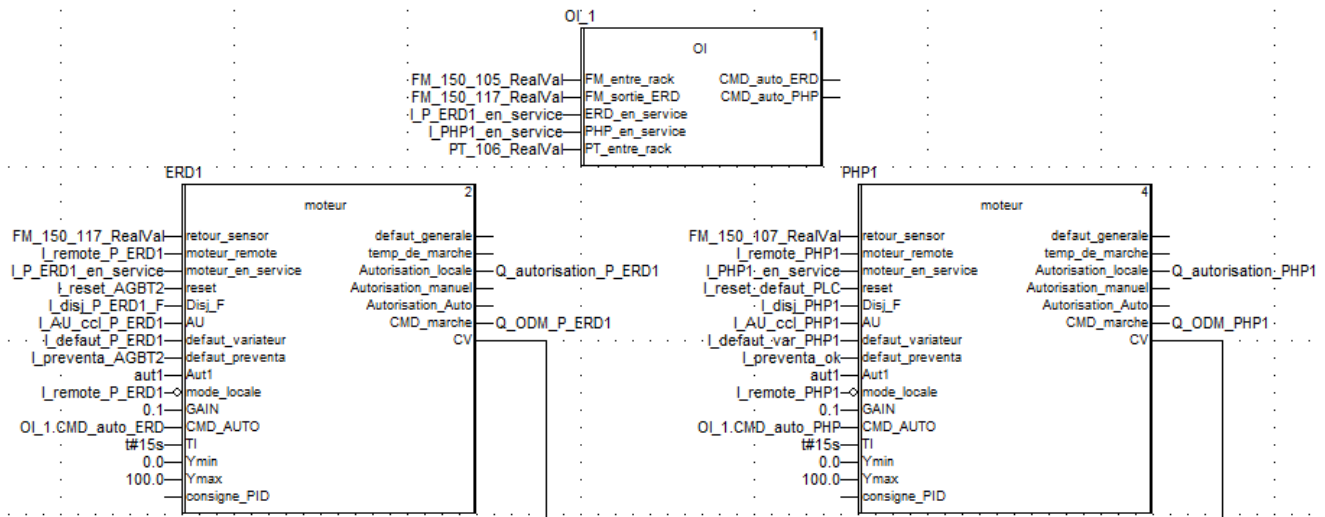 OI_1
1
OI
FM_150_105_RealVal FM_entre_rack CMD_auto_ERD
FM_150_117_RealVal FM_sortie_ERD CMD_auto_PHP
I_P_ERD1_en_service ERD_en_service
I_PHP1_en_service PHP_en_service
PT_106_RealVal PT_entre_rack
ERD1
2
moteur
FM_150_117_RealVal retour_sensor defaut_generale
I_remote_P_ERD1 moteur_remote temp_de_marche
I_P_ERD1_en_service moteur_en_service Autorisation_locale Q_autorisation_P_ERD1
I_reset_AGBT2 reset Autorisation_manuel
I_disj_P_ERD1_F Disj_F Autorisation_Auto
I_AU_ccl_P_ERD1 AU CMD_marche Q_ODM_P_ERD1
I_defaut_P_ERD1 defaut_variateur CV
I_preventa_AGBT2 defaut_preventa
aut1 Aut1
I_remote_P_ERD1 mode_locale
0.1 GAIN
OI_1.CMD_auto_ERD CMD_AUTO
t#15s TI
0.0 Ymin
100.0 Ymax
consigne_PID
PHP1
4
moteur
FM_150_107_RealVal retour_sensor defaut_generale
I_remote_PHP1 moteur_remote temp_de_marche
I_PHP1_en_service moteur_en_service Autorisation_locale Q_autorisation_PHP1
I_reset_defaut_PLC reset Autorisation_manuel
I_disj_PHP1 Disj_F Autorisation_Auto
I_AU_ccl_PHP1 AU CMD_marche Q_ODM_PHP1
I_defaut_var_PHP1 defaut_variateur CV
I_preventa_ok defaut_preventa
aut1 Aut1
I_remote_PHP1 mode_locale
0.1 GAIN
OI_1.CMD_auto_PHP CMD_AUTO
t#15s TI
0.0 Ymin
100.0 Ymax
consigne_PID